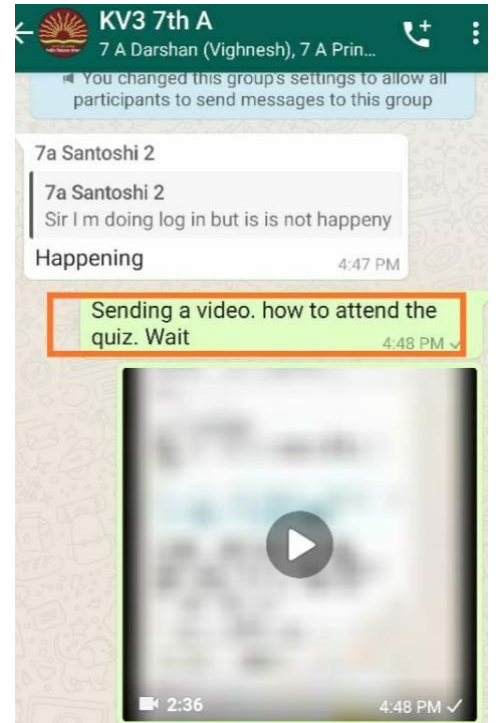 KV3 7th A
7 A Darshan (Vighnesh), 7 A Prin...
You changed this group's settings to allow all
participants to send messages to this group
7a Santoshi 2
7a Santoshi 2
Sir I m doing log in but is is not happeny
Happening
4:47 PM
Sending a video. how to attend the
quiz. Wait
4:48 PM
2:36
4:48 PM